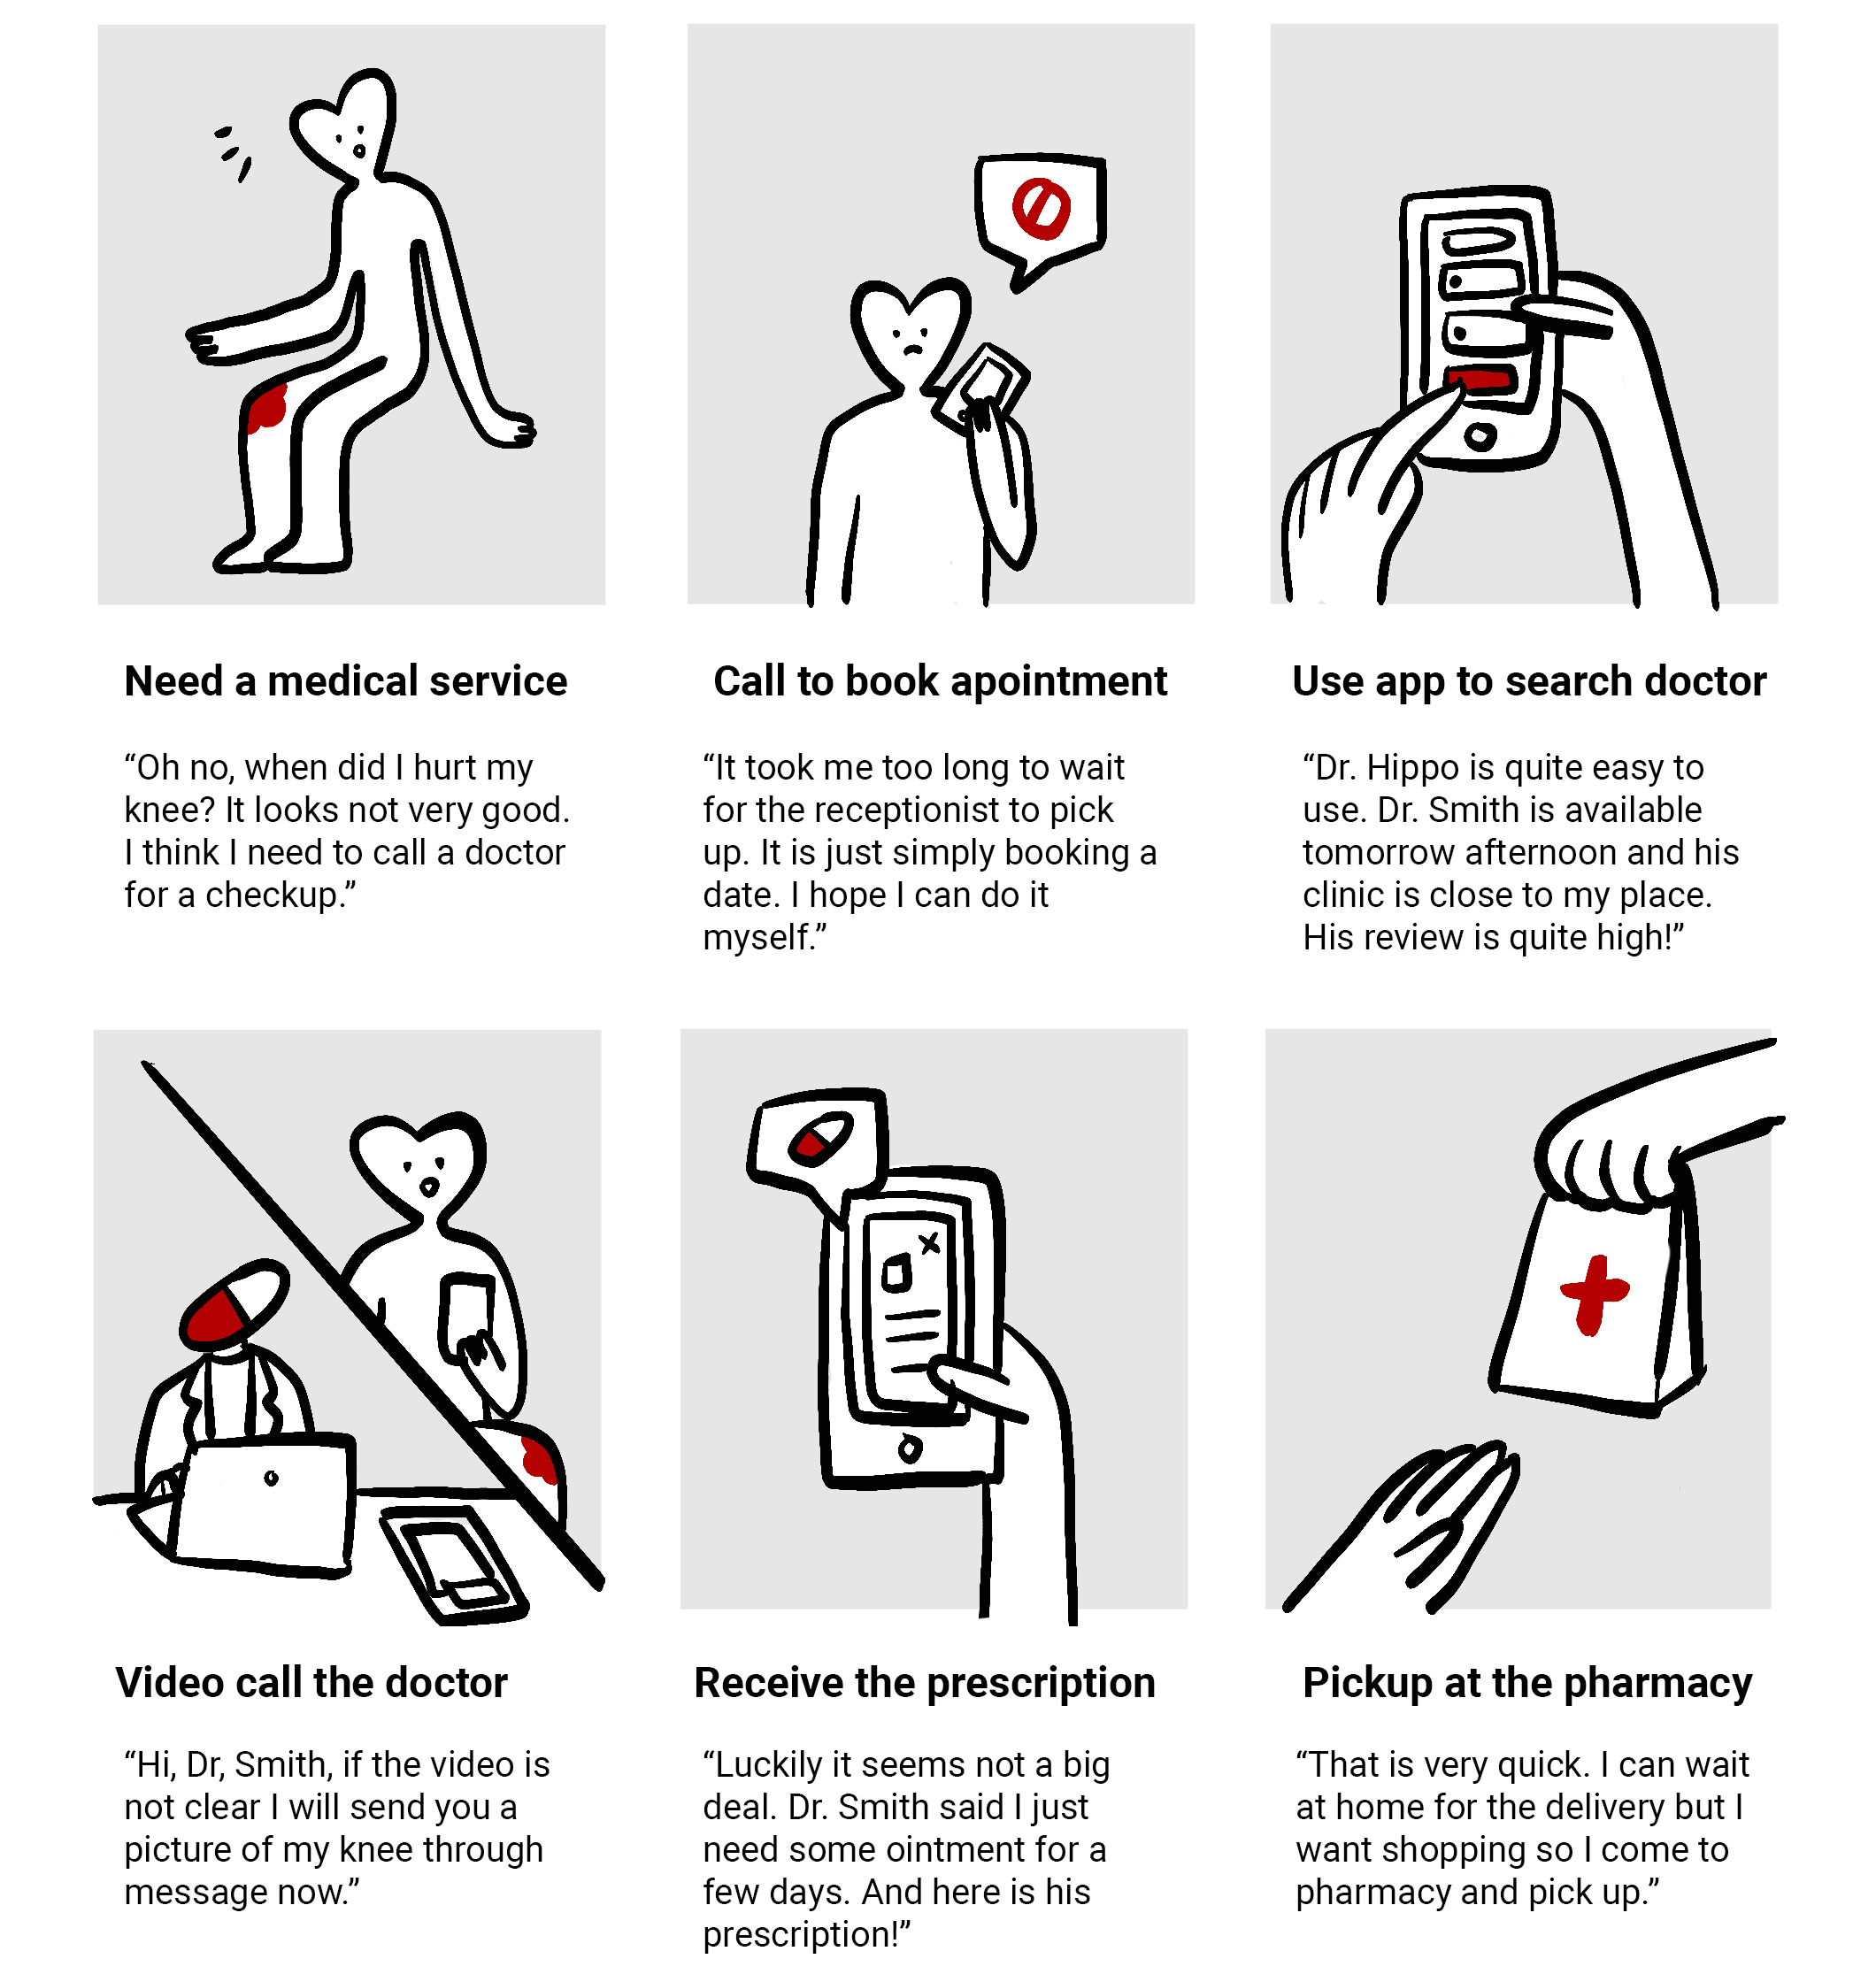 Need a medical service
“Oh no, when did I hurt my
knee? It looks not very good.
I think I need to call a doctor
for a checkup.”
Call to book apointment
“It took me too long to wait
for the receptionist to pick
up. It is just simply booking a
date. I hope I can do it
myself.”
Use app to search doctor
“Dr. Hippo is quite easy to
use. Dr. Smith is available
tomorrow afternoon and his
clinic is close to my place.
His review is quite high!”
Video call the doctor
“Hi, Dr, Smith, if the video is
not clear I will send you a
picture of my knee through
message now.”
Receive the prescription
“Luckily it seems not a big
deal. Dr. Smith said I just
need some ointment for a
few days. And here is his
prescription!”
Pickup at the pharmacy
“That is very quick. I can wait
at home for the delivery but I
want shopping so I come to
pharmacy and pick up.”